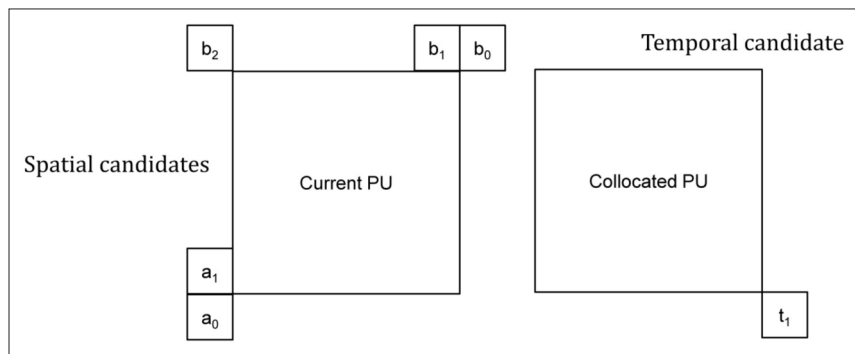 b₂
b₁
b₀
Temporal candidate
Spatial candidates
Current PU
Collocated PU
a₁
a₀
t₁